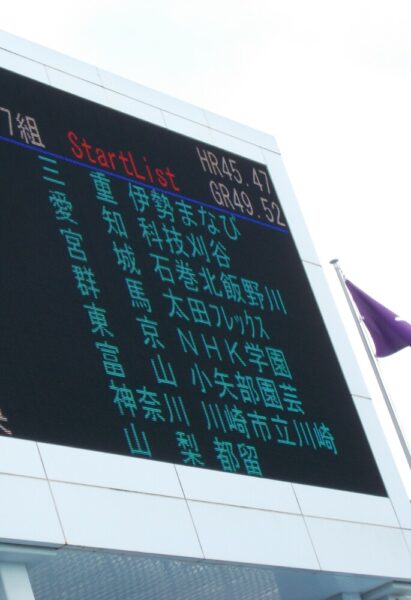 7組 StartList HR45.47
GR49.52
三重 伊勢まなび
愛知 科技刈谷
宮城 石巻北飯野川
群馬 太田フレックス
東京 NHK学園
富山 小矢部園芸
神奈川 川崎市立川崎
山梨 都留